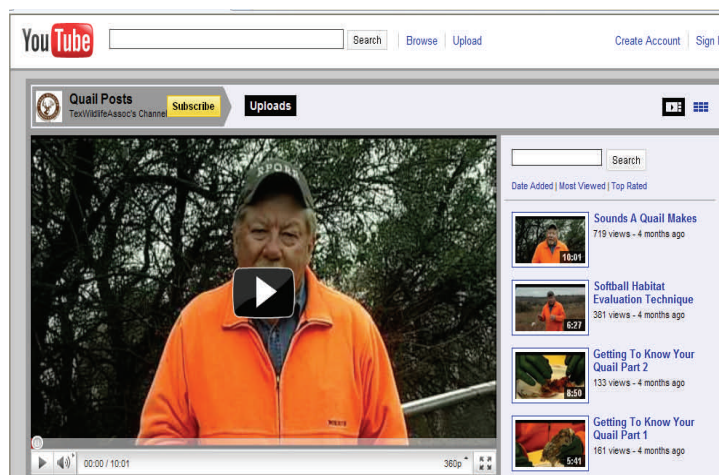 YouTube
Search Browse Upload Create Account Sign
Quail Posts
TexWildlifeAssoc's Channel
Subscribe
Uploads
XPOINT
Search
Date Added | Most Viewed | Top Rated
Sounds A Quail Makes
719 views - 4 months ago
10:01
Softball Habitat
Evaluation Technique
381 views - 4 months ago
6:27
Getting To Know Your
Quail Part 2
133 views - 4 months ago
8:50
Getting To Know Your
Quail Part 1
161 views - 4 months ago
5:41
00:00 / 10:01
360p